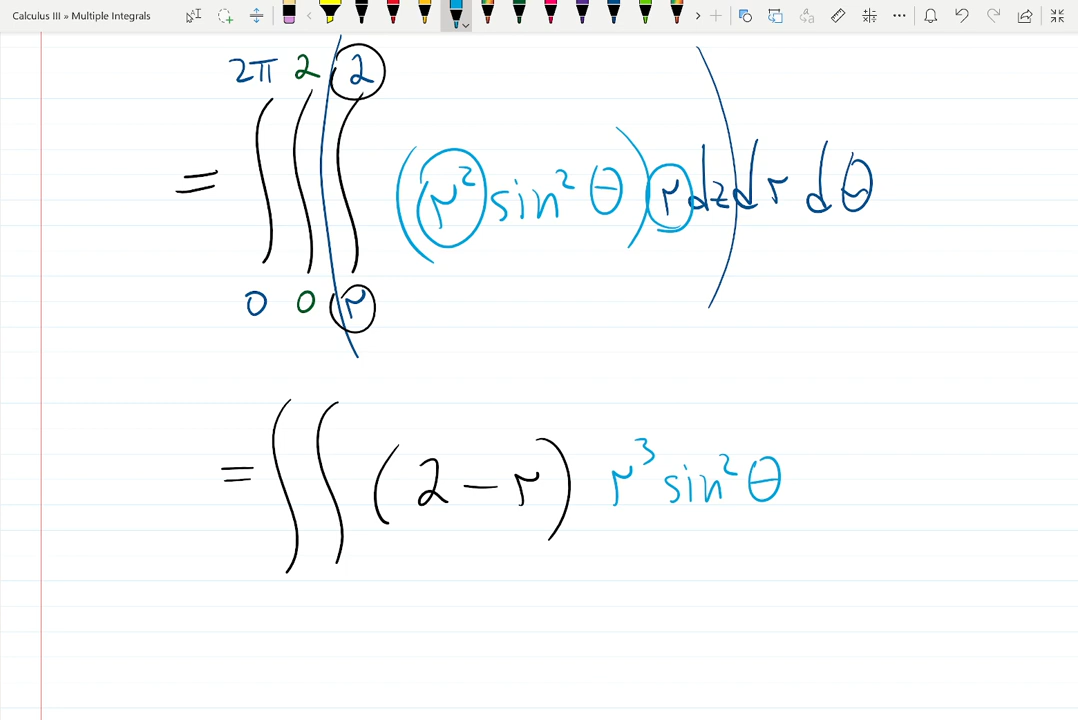 Calculus III » Multiple Integrals
2π 2 2
= ∫∫∫ (r² sin² θ) r dz dr dθ
0 0 r
= ∫∫ (2 − r) r³ sin² θ